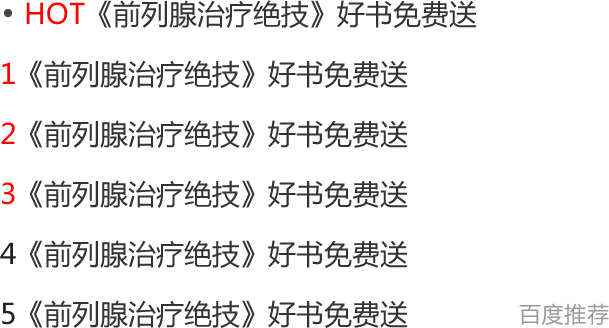 • HOT《前列腺治疗绝技》好书免费送
1《前列腺治疗绝技》好书免费送
2《前列腺治疗绝技》好书免费送
3《前列腺治疗绝技》好书免费送
4《前列腺治疗绝技》好书免费送
5《前列腺治疗绝技》好书免费送
百度推荐